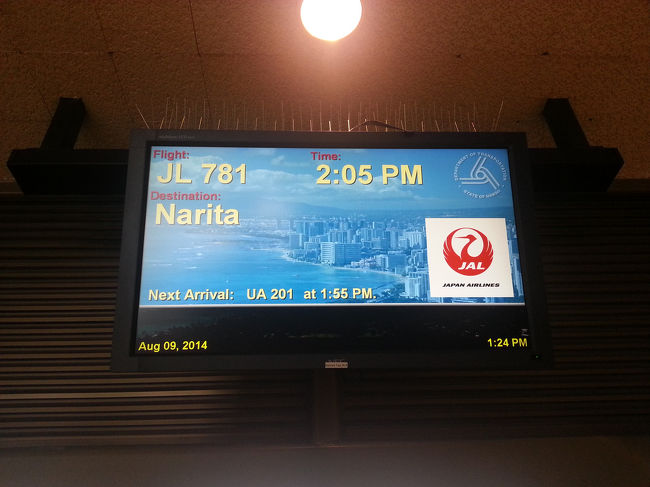 Flight:
JL 781
Time:
2:05 PM
Destination:
Narita
DEPARTMENT OF TRANSPORTATION
STATE OF HAWAII
JAL
JAPAN AIRLINES
Next Arrival: UA 201 at 1:55 PM.
Aug 09, 2014
1:24 PM
NEC